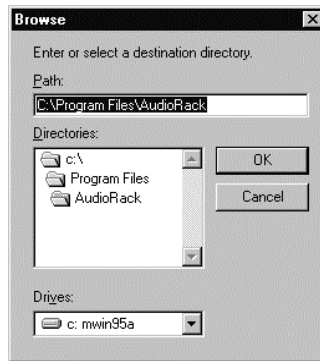 Browse
Enter or select a destination directory.
Path:
C:\Program Files\AudioRack
Directories:
c:\
Program Files
AudioRack
OK
Cancel
Drives:
c: mwin95a